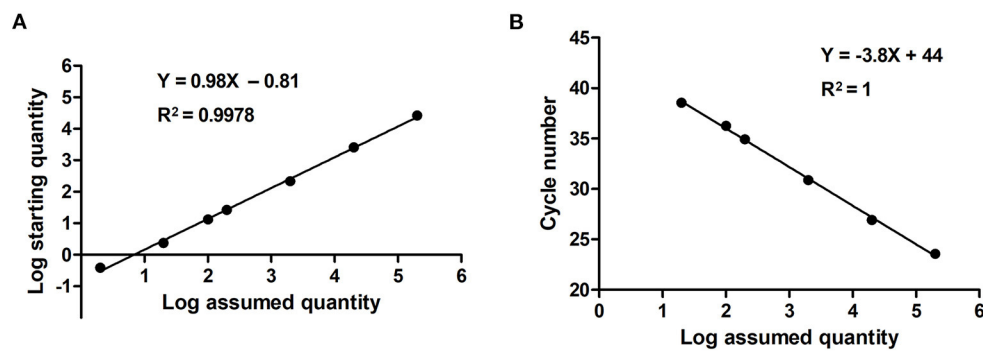 A
Y = 0.98X – 0.81
R² = 0.9978
Log starting quantity
6
5
4
3
2
1
0
-1
1 2 3 4 5 6
Log assumed quantity
B
Y = -3.8X + 44
R² = 1
Cycle number
45
40
35
30
25
20
0 1 2 3 4 5 6
Log assumed quantity